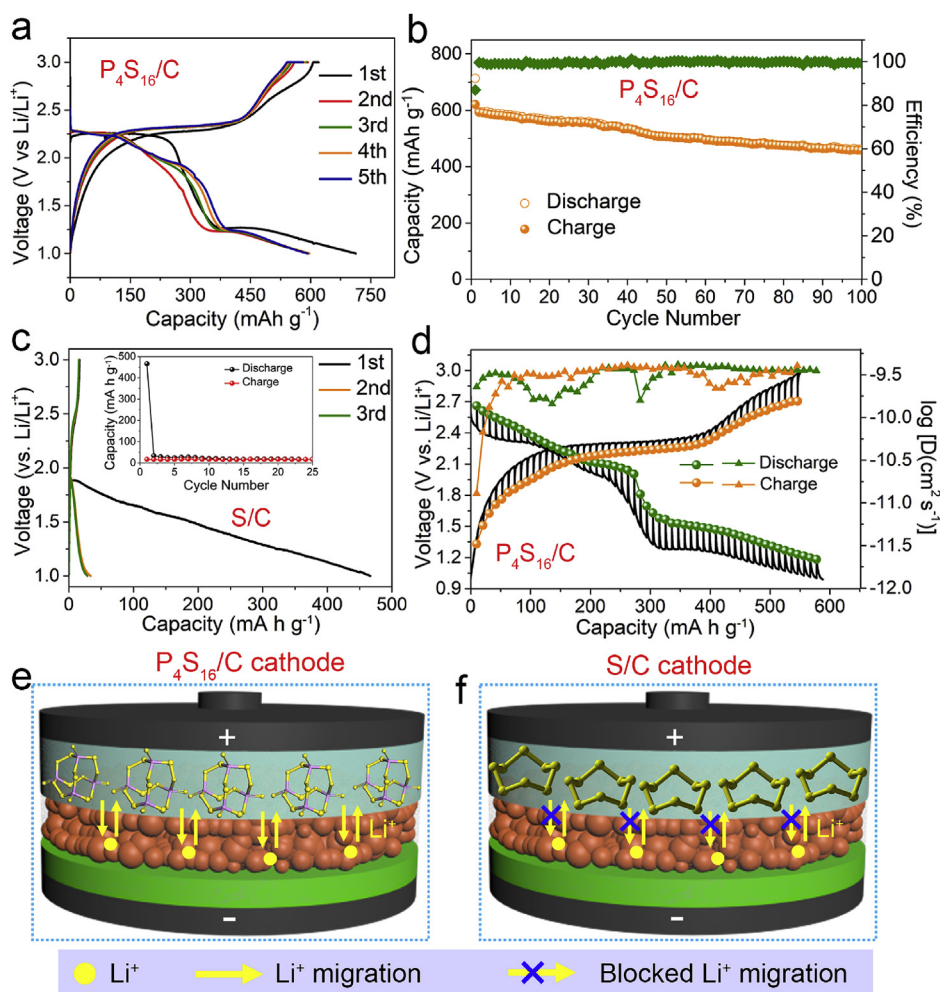 a
P₄S₁₆/C
1st
2nd
3rd
4th
5th
3.0
2.5
2.0
1.5
1.0
Voltage (V vs Li/Li⁺)
0 150 300 450 600 750
Capacity (mAh g⁻¹)
b
800
600
400
200
0
Capacity (mAh g⁻¹)
P₄S₁₆/C
Discharge
Charge
100
80
60
40
20
0
Efficiency (%)
0 10 20 30 40 50 60 70 80 90 100
Cycle Number
c
3.0
2.5
2.0
1.5
1.0
Voltage (V vs. Li/Li⁺)
500
400
300
200
100
0
Capacity (mA h g⁻¹)
Discharge
Charge
1 5 10 15 20 25
Cycle Number
1st
2nd
3rd
S/C
0 100 200 300 400 500
Capacity (mA h g⁻¹)
d
3.0
2.7
2.4
2.1
1.8
1.5
1.2
0.9
Voltage (V vs. Li/Li⁺)
Discharge
Charge
P₄S₁₆/C
-9.5
-10.0
-10.5
-11.0
-11.5
-12.0
log [D(cm² s⁻¹)]
0 100 200 300 400 500 600
Capacity (mA h g⁻¹)
e
P₄S₁₆/C cathode
+
Li⁺
–
f
S/C cathode
+
Li⁺
–
Li⁺
Li⁺ migration
Blocked Li⁺ migration